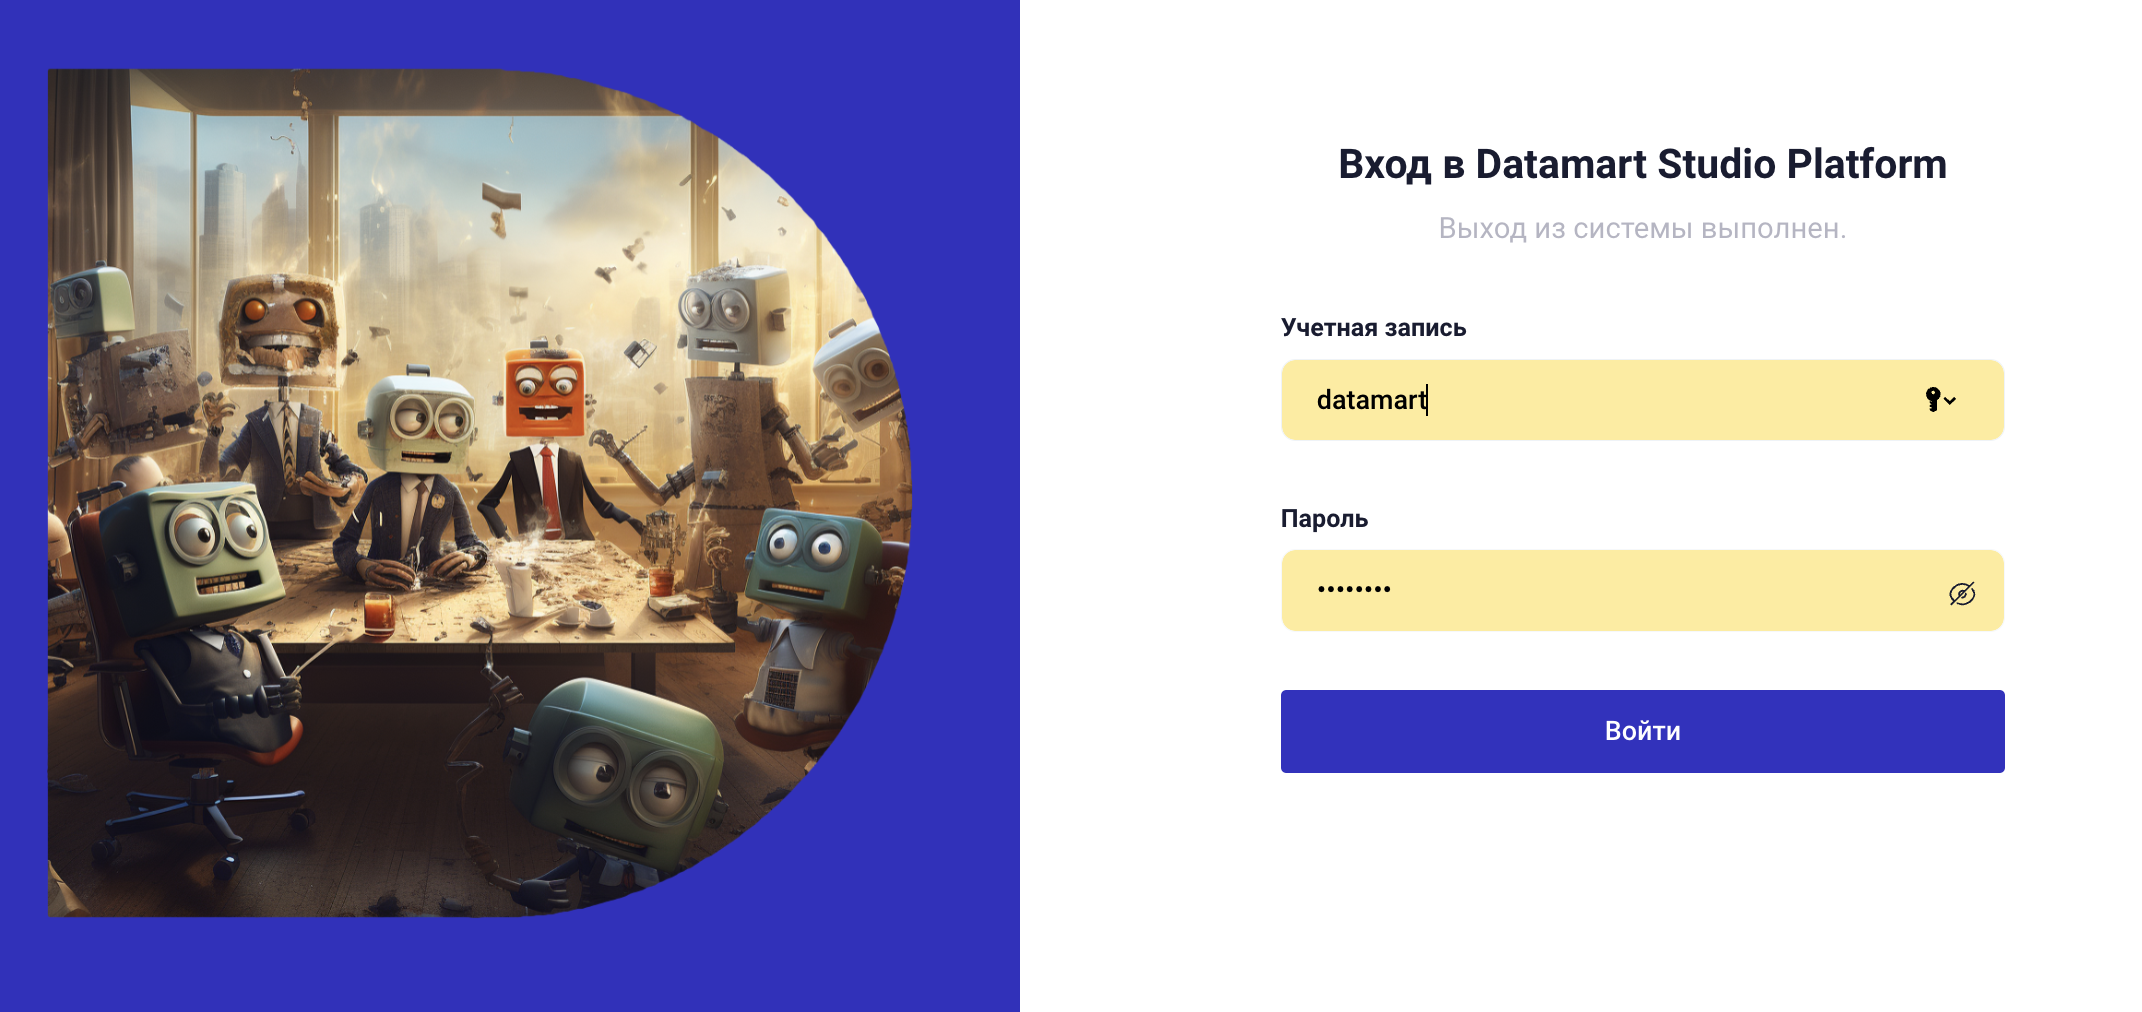 Вход в Datamart Studio Platform
Выход из системы выполнен.
Учетная запись
datamart
Пароль
••••••••
Войти